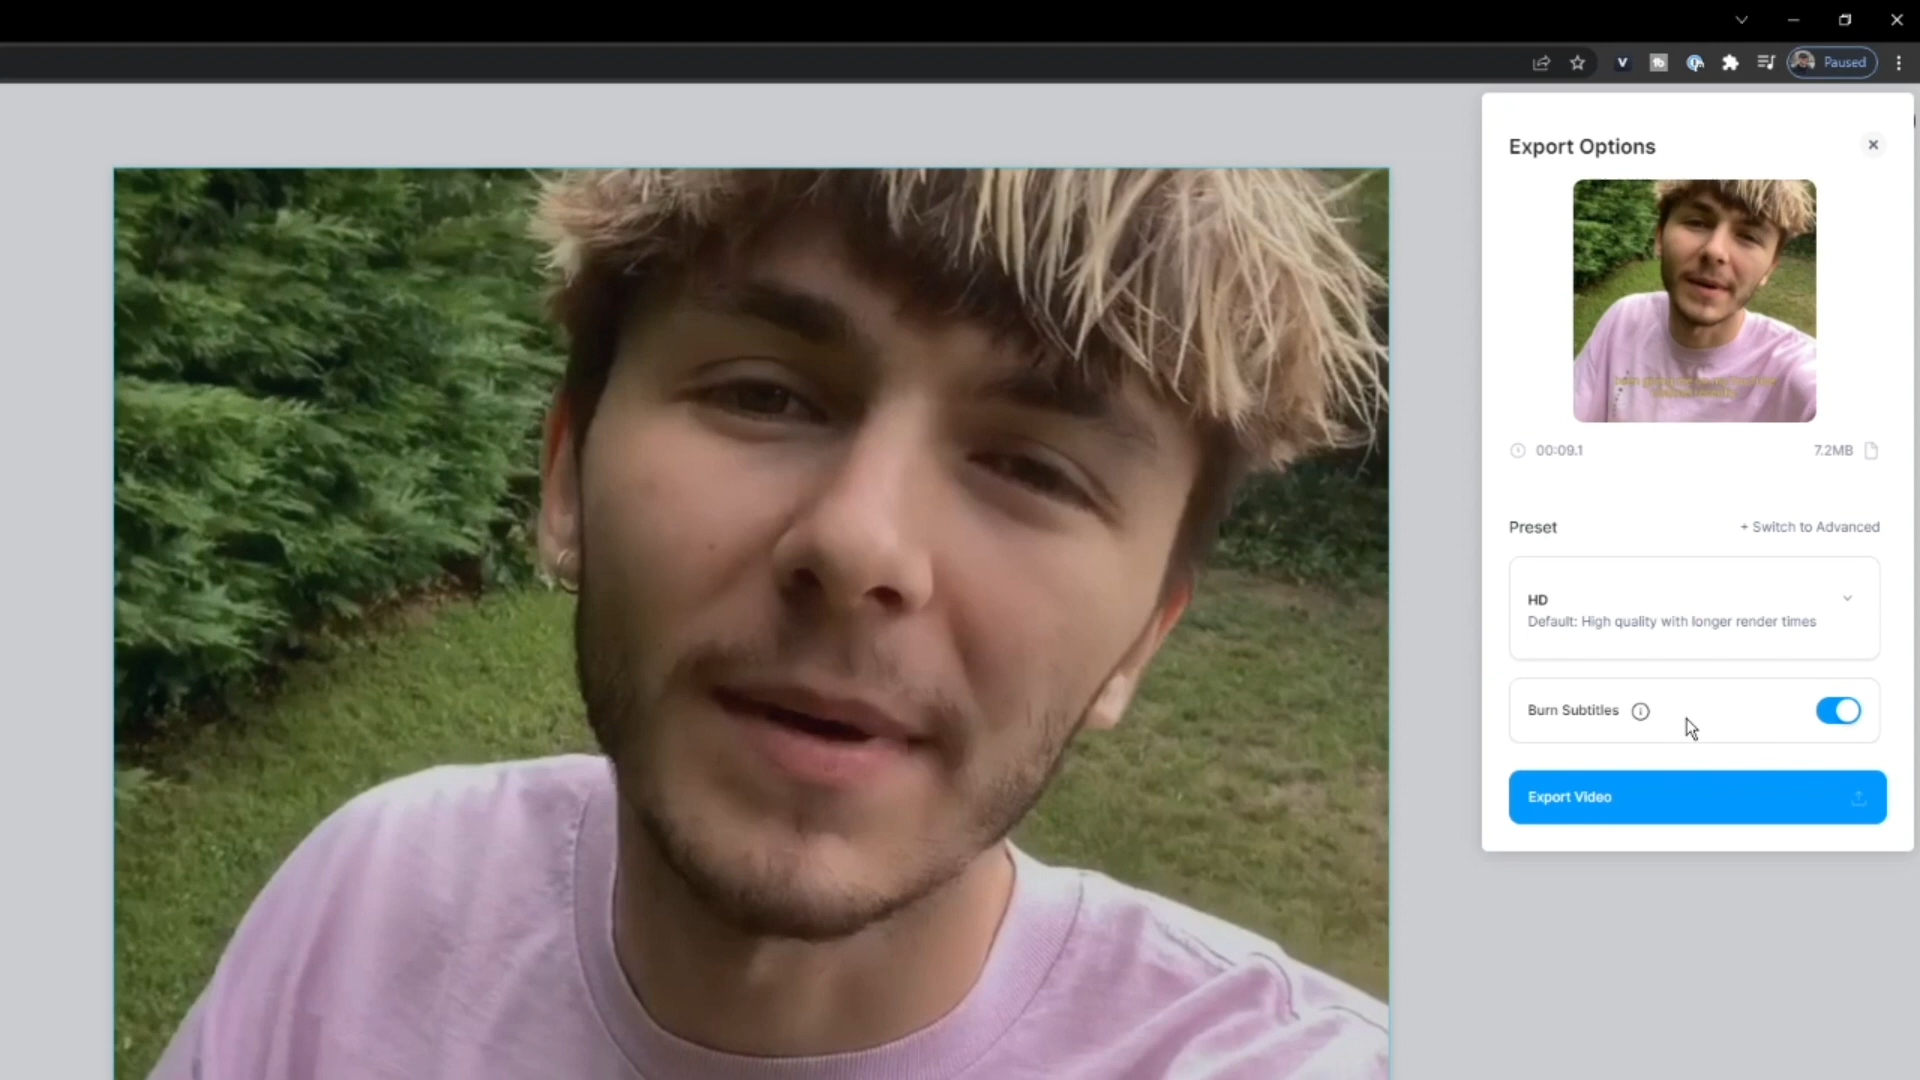 V
Paused
Export Options
00:09.1
7.2MB
Preset
+ Switch to Advanced
HD
Default: High quality with longer render times
Burn Subtitles
Export Video